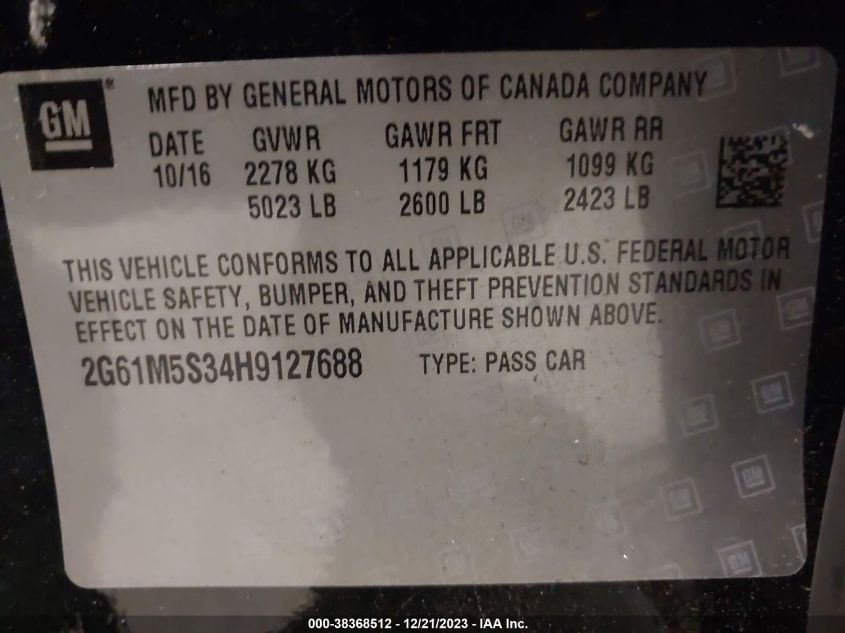 GM ® MFD BY GENERAL MOTORS OF CANADA COMPANY
DATE GVWR GAWR FRT GAWR RR
10/16 2278 KG 1179 KG 1099 KG
5023 LB 2600 LB 2423 LB
THIS VEHICLE CONFORMS TO ALL APPLICABLE U.S. FEDERAL MOTOR
VEHICLE SAFETY, BUMPER, AND THEFT PREVENTION STANDARDS IN
EFFECT ON THE DATE OF MANUFACTURE SHOWN ABOVE.
2G61M5S34H9127688 TYPE: PASS CAR
000-38368512 - 12/21/2023 - IAA Inc.